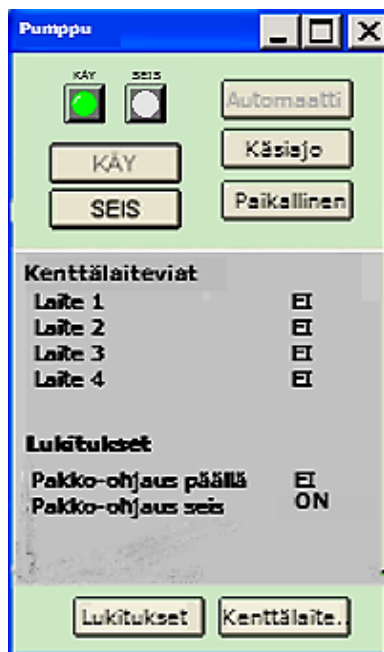 Pumppu
KÄY SEIS
Automaatti
KÄY
Käsiajo
SEIS
Paikallinen
Kenttälaiteviat
Laite 1 EI
Laite 2 EI
Laite 3 EI
Laite 4 EI
Lukitukset
Pakko-ohjaus päällä EI
Pakko-ohjaus seis ON
Lukitukset Kenttälaite..